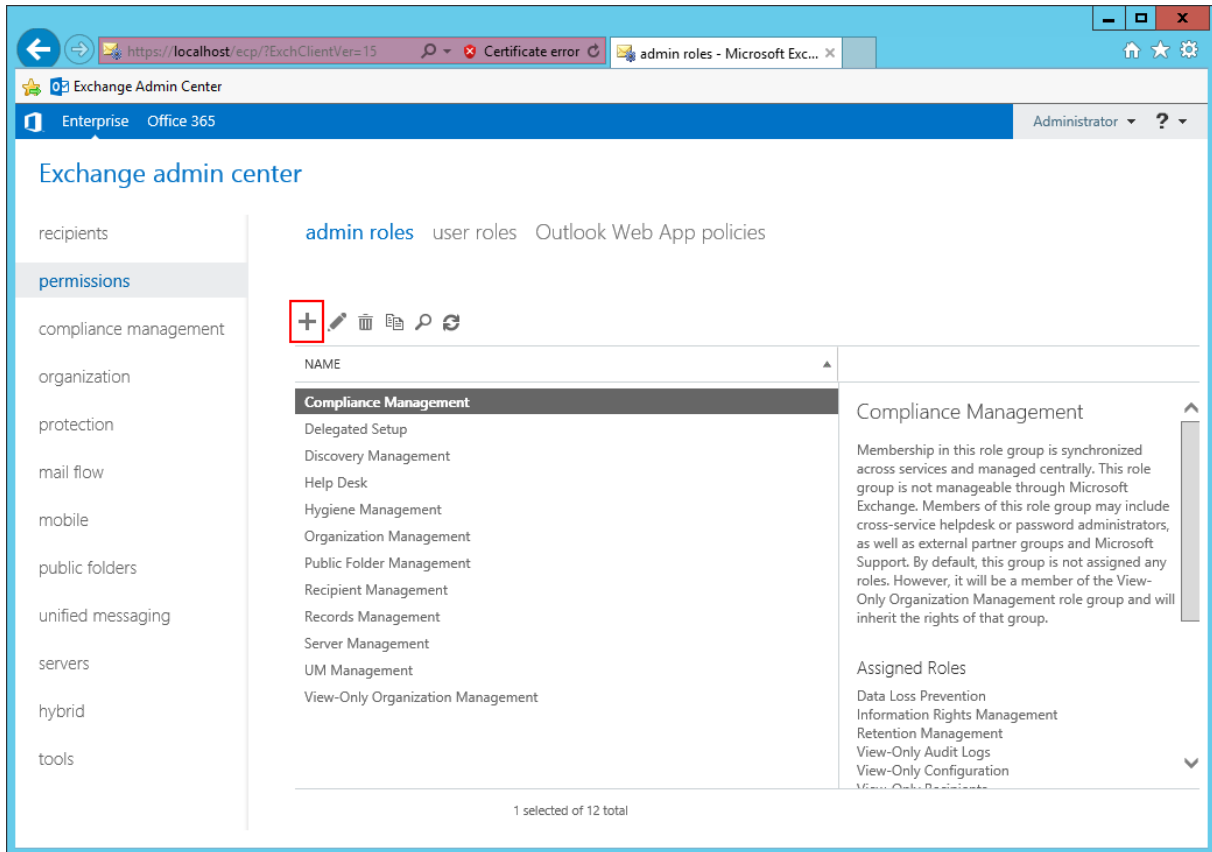 https://localhost/ecp/?ExchClientVer=15
Certificate error
admin roles - Microsoft Exc...
Exchange Admin Center
Enterprise Office 365
Administrator ?
Exchange admin center
recipients
permissions
compliance management
organization
protection
mail flow
mobile
public folders
unified messaging
servers
hybrid
tools
admin roles user roles Outlook Web App policies
NAME
Compliance Management
Delegated Setup
Discovery Management
Help Desk
Hygiene Management
Organization Management
Public Folder Management
Recipient Management
Records Management
Server Management
UM Management
View-Only Organization Management
1 selected of 12 total
Compliance Management
Membership in this role group is synchronized
across services and managed centrally. This role
group is not manageable through Microsoft
Exchange. Members of this role group may include
cross-service helpdesk or password administrators,
as well as external partner groups and Microsoft
Support. By default, this group is not assigned any
roles. However, it will be a member of the View-
Only Organization Management role group and will
inherit the rights of that group.
Assigned Roles
Data Loss Prevention
Information Rights Management
Retention Management
View-Only Audit Logs
View-Only Configuration
View-Only Recipients